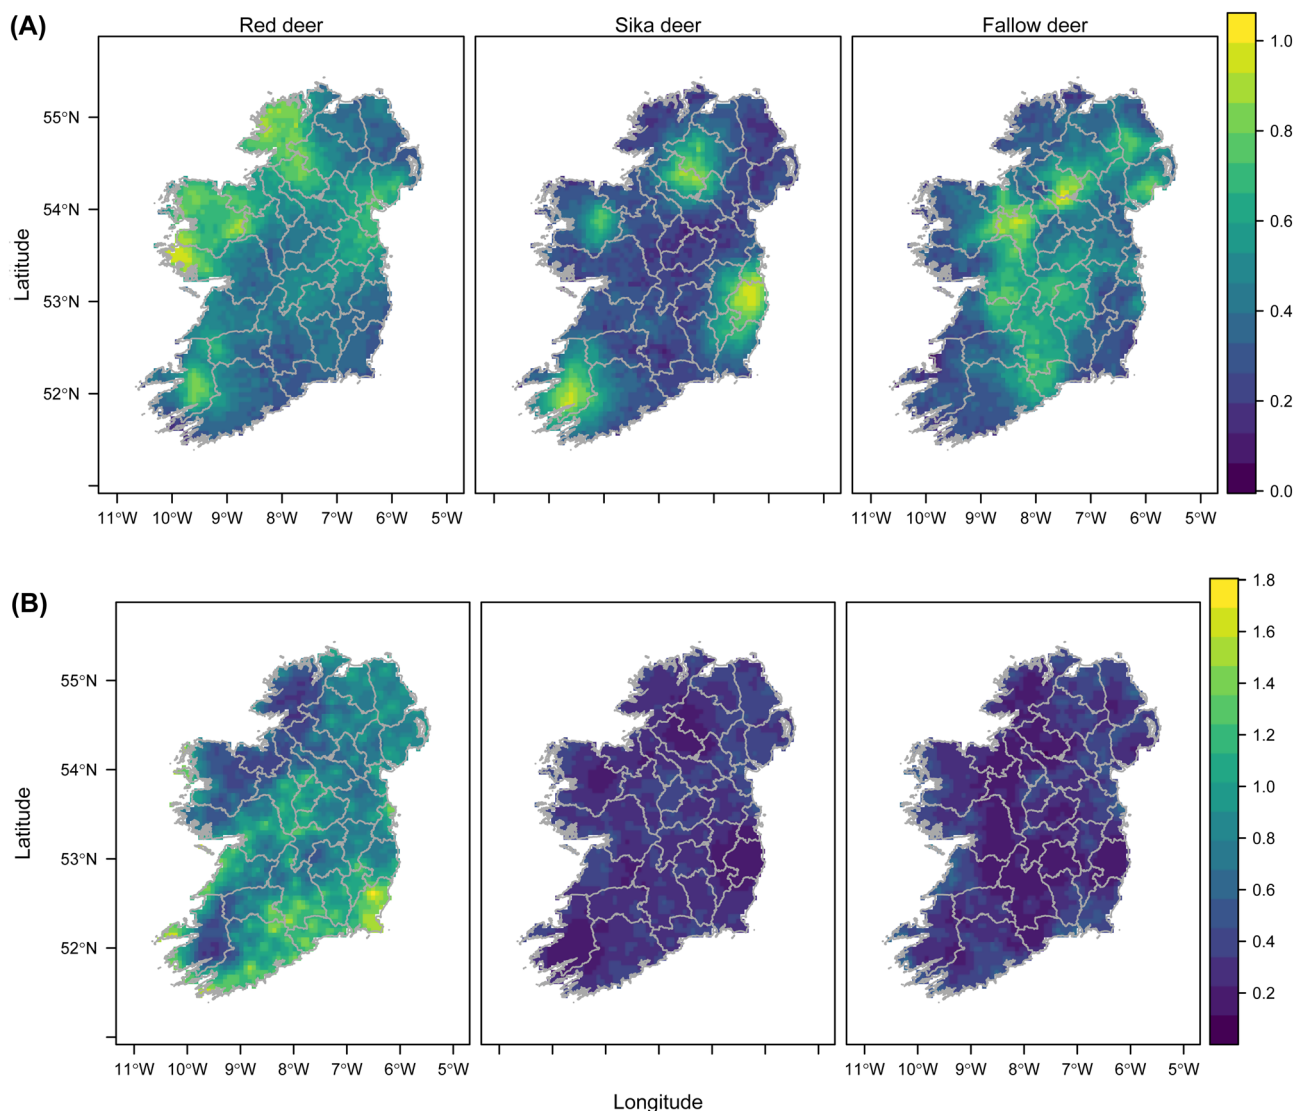 (A)
Red deer
Sika deer
Fallow deer
55°N
54°N
53°N
52°N
Latitude
1.0
0.8
0.6
0.4
0.2
0.0
11°W 10°W 9°W 8°W 7°W 6°W 5°W
11°W 10°W 9°W 8°W 7°W 6°W 5°W
(B)
55°N
54°N
53°N
52°N
Latitude
1.8
1.6
1.4
1.2
1.0
0.8
0.6
0.4
0.2
11°W 10°W 9°W 8°W 7°W 6°W 5°W
11°W 10°W 9°W 8°W 7°W 6°W 5°W
Longitude